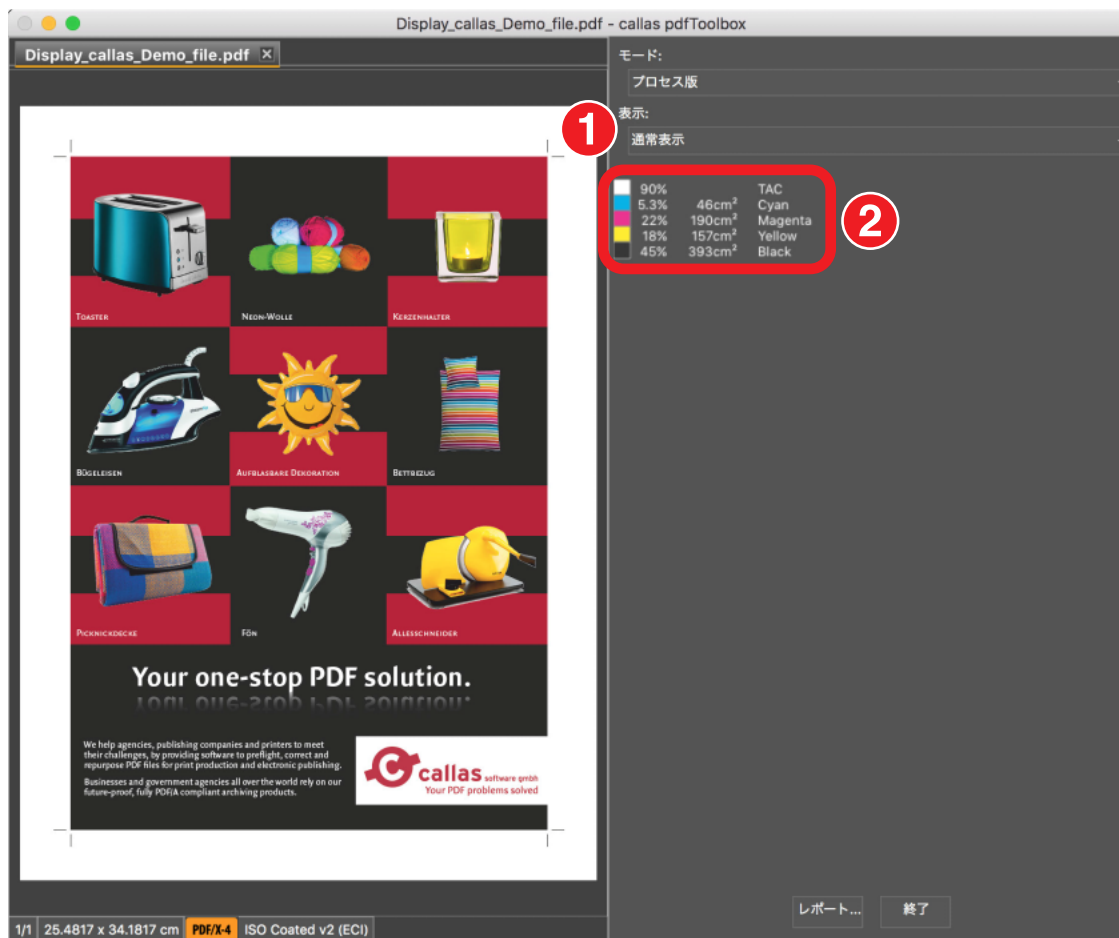 Display_callas_Demo_file.pdf - callas pdfToolbox
Display_callas_Demo_file.pdf
モード:
プロセス版
表示:
通常表示
1
2
90% TAC
5.3% 46cm² Cyan
22% 190cm² Magenta
18% 157cm² Yellow
45% 393cm² Black
TOASTER
NEON-WOLLE
KERZENHALTER
BÜGELEISEN
AUFBLASBARE DEKORATION
BETTBEZUG
PICKNICKDECKE
FÖN
ALLESSCHNEIDER
Your one-stop PDF solution.
We help agencies, publishing companies and printers to meet
their challenges, by providing software to preflight, correct and
repurpose PDF files for print production and electronic publishing.
Businesses and government agencies all over the world rely on our
future-proof, fully PDF/A compliant archiving products.
callas software gmbh
Your PDF problems solved
レポート...
終了
1/1
25.4817 x 34.1817 cm
PDF/X-4
ISO Coated v2 (ECI)